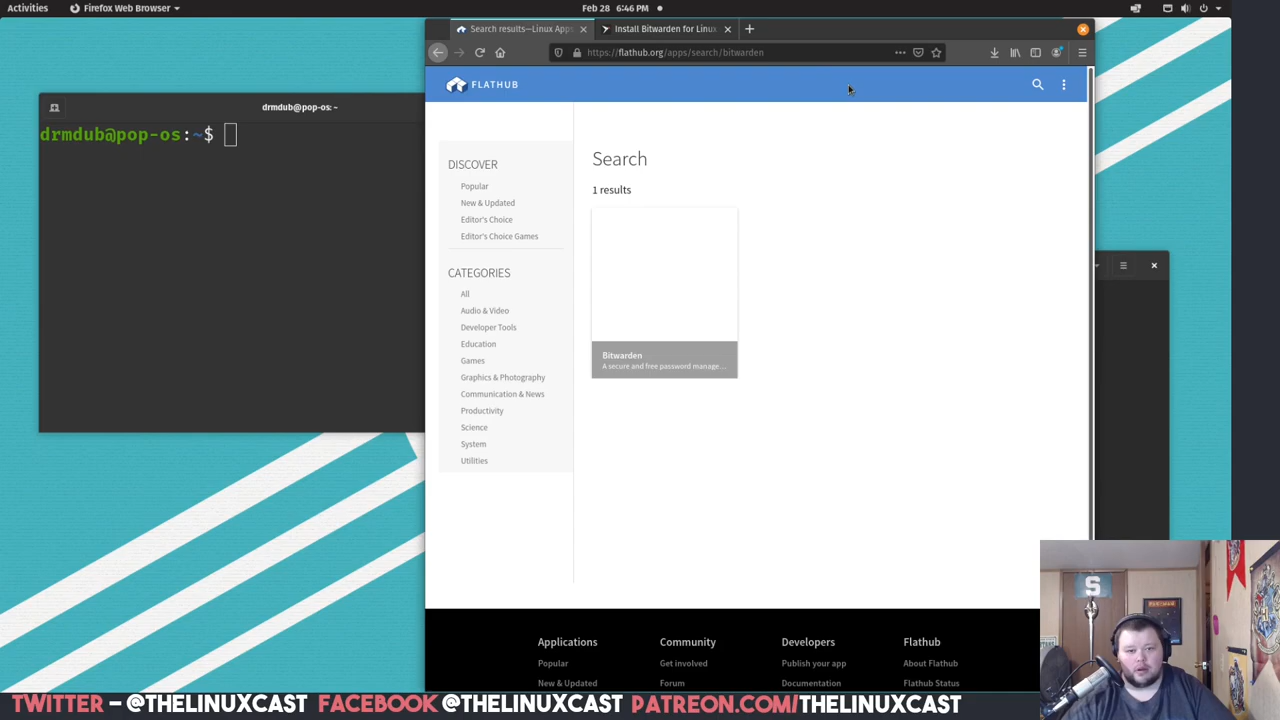 Activities
Firefox Web Browser
Feb 28 6:46 PM
Search results—Linux Apps
Install Bitwarden for Linux
https://flathub.org/apps/search/bitwarden
FLATHUB
drmdub@pop-os: ~
drmdub@pop-os:~$
DISCOVER
Popular
New & Updated
Editor's Choice
Editor's Choice Games
CATEGORIES
All
Audio & Video
Developer Tools
Education
Games
Graphics & Photography
Communication & News
Productivity
Science
System
Utilities
Search
1 results
Bitwarden
A secure and free password manage...
Applications
Popular
New & Updated
Community
Get involved
Forum
Developers
Publish your app
Documentation
Flathub
About Flathub
Flathub Status
S
TWITTER – @THELINUXCAST FACEBOOK @THELINUXCAST PATREON.COM/THELINUXCAST